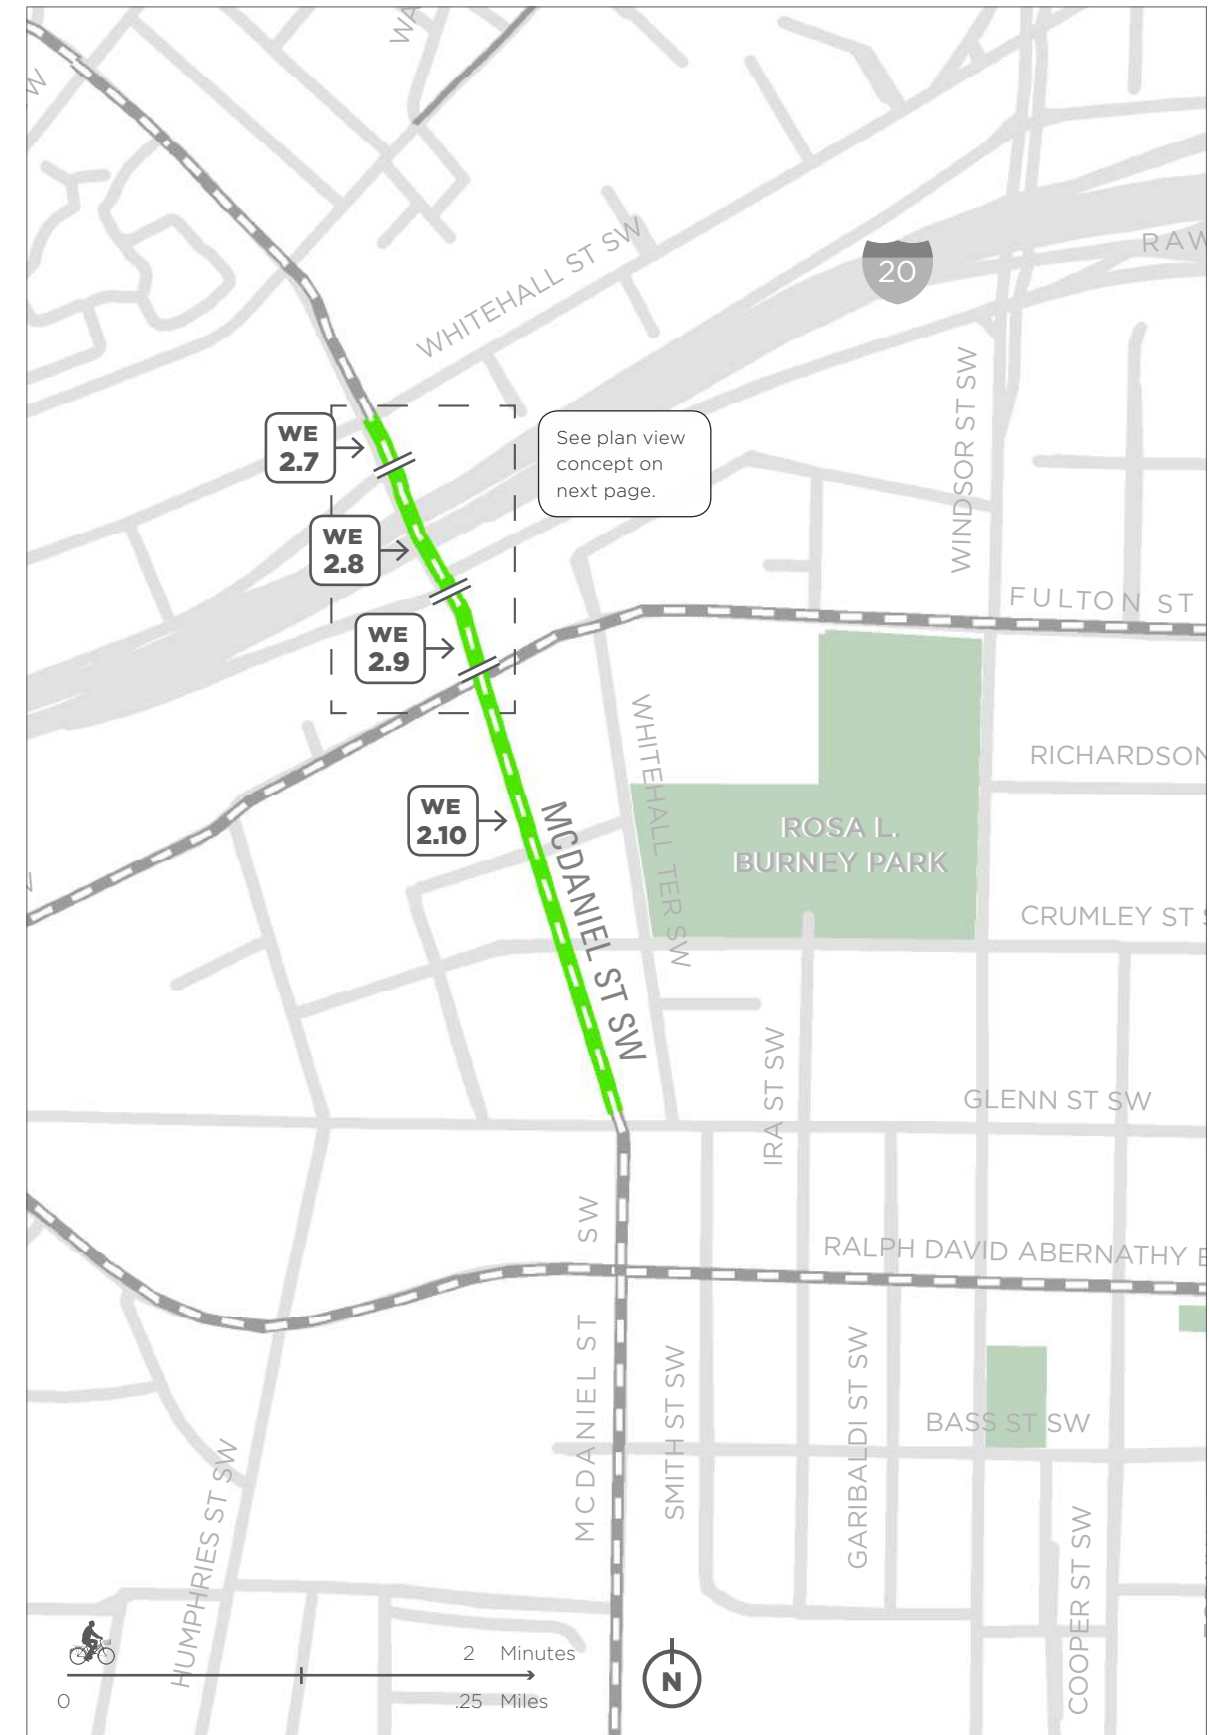 WHITEHALL ST SW
20
RAW
WE
2.7
See plan view
concept on
next page.
WINDSOR ST SW
WE
2.8
FULTON ST
WE
2.9
WHITEHALL TER SW
RICHARDSON
WE
2.10
MCDANIEL ST SW
ROSA L.
BURNEY PARK
CRUMLEY ST S
IRA ST SW
GLENN ST SW
RALPH DAVID ABERNATHY B
MCDANIEL ST SW
SMITH ST SW
GARIBALDI ST SW
BASS ST SW
HUMPHRIES ST SW
COOPER ST SW
2 Minutes
0
.25 Miles
N